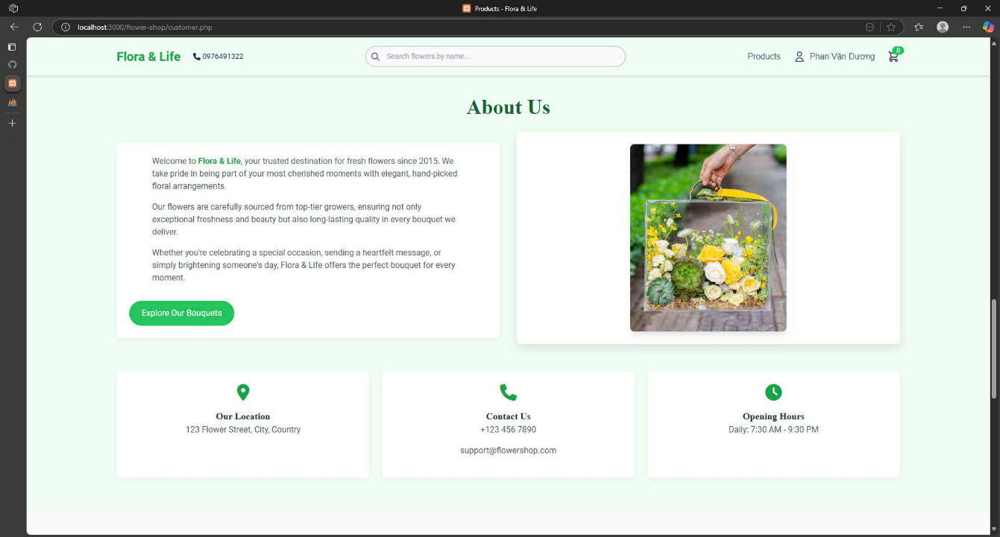 Products - Flora & Life
localhost:3000/flower-shop/customer.php
Flora & Life
0976491322
Search flowers by name...
Products
Phan Văn Dương
0
About Us
Welcome to Flora & Life, your trusted destination for fresh flowers since 2015. We
take pride in being part of your most cherished moments with elegant, hand-picked
floral arrangements.
Our flowers are carefully sourced from top-tier growers, ensuring not only
exceptional freshness and beauty but also long-lasting quality in every bouquet we
deliver.
Whether you're celebrating a special occasion, sending a heartfelt message, or
simply brightening someone's day, Flora & Life offers the perfect bouquet for every
moment.
Explore Our Bouquets
Our Location
123 Flower Street, City, Country
Contact Us
+123 456 7890
support@flowershop.com
Opening Hours
Daily: 7:30 AM - 9:30 PM